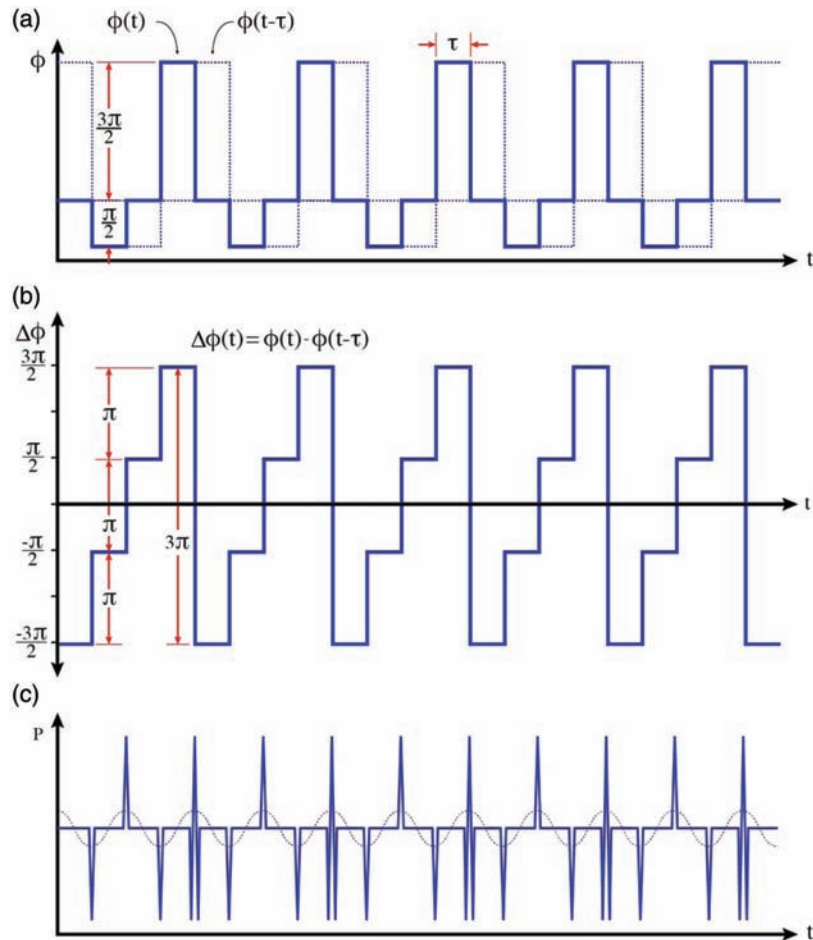 (a)
ϕ(t) ϕ(t-τ)
τ
ϕ
3π/2
π/2
t
(b)
Δϕ
Δϕ(t)=ϕ(t)-ϕ(t-τ)
3π/2
π
π/2
π
3π
t
-π/2
π
-3π/2
(c)
P
t